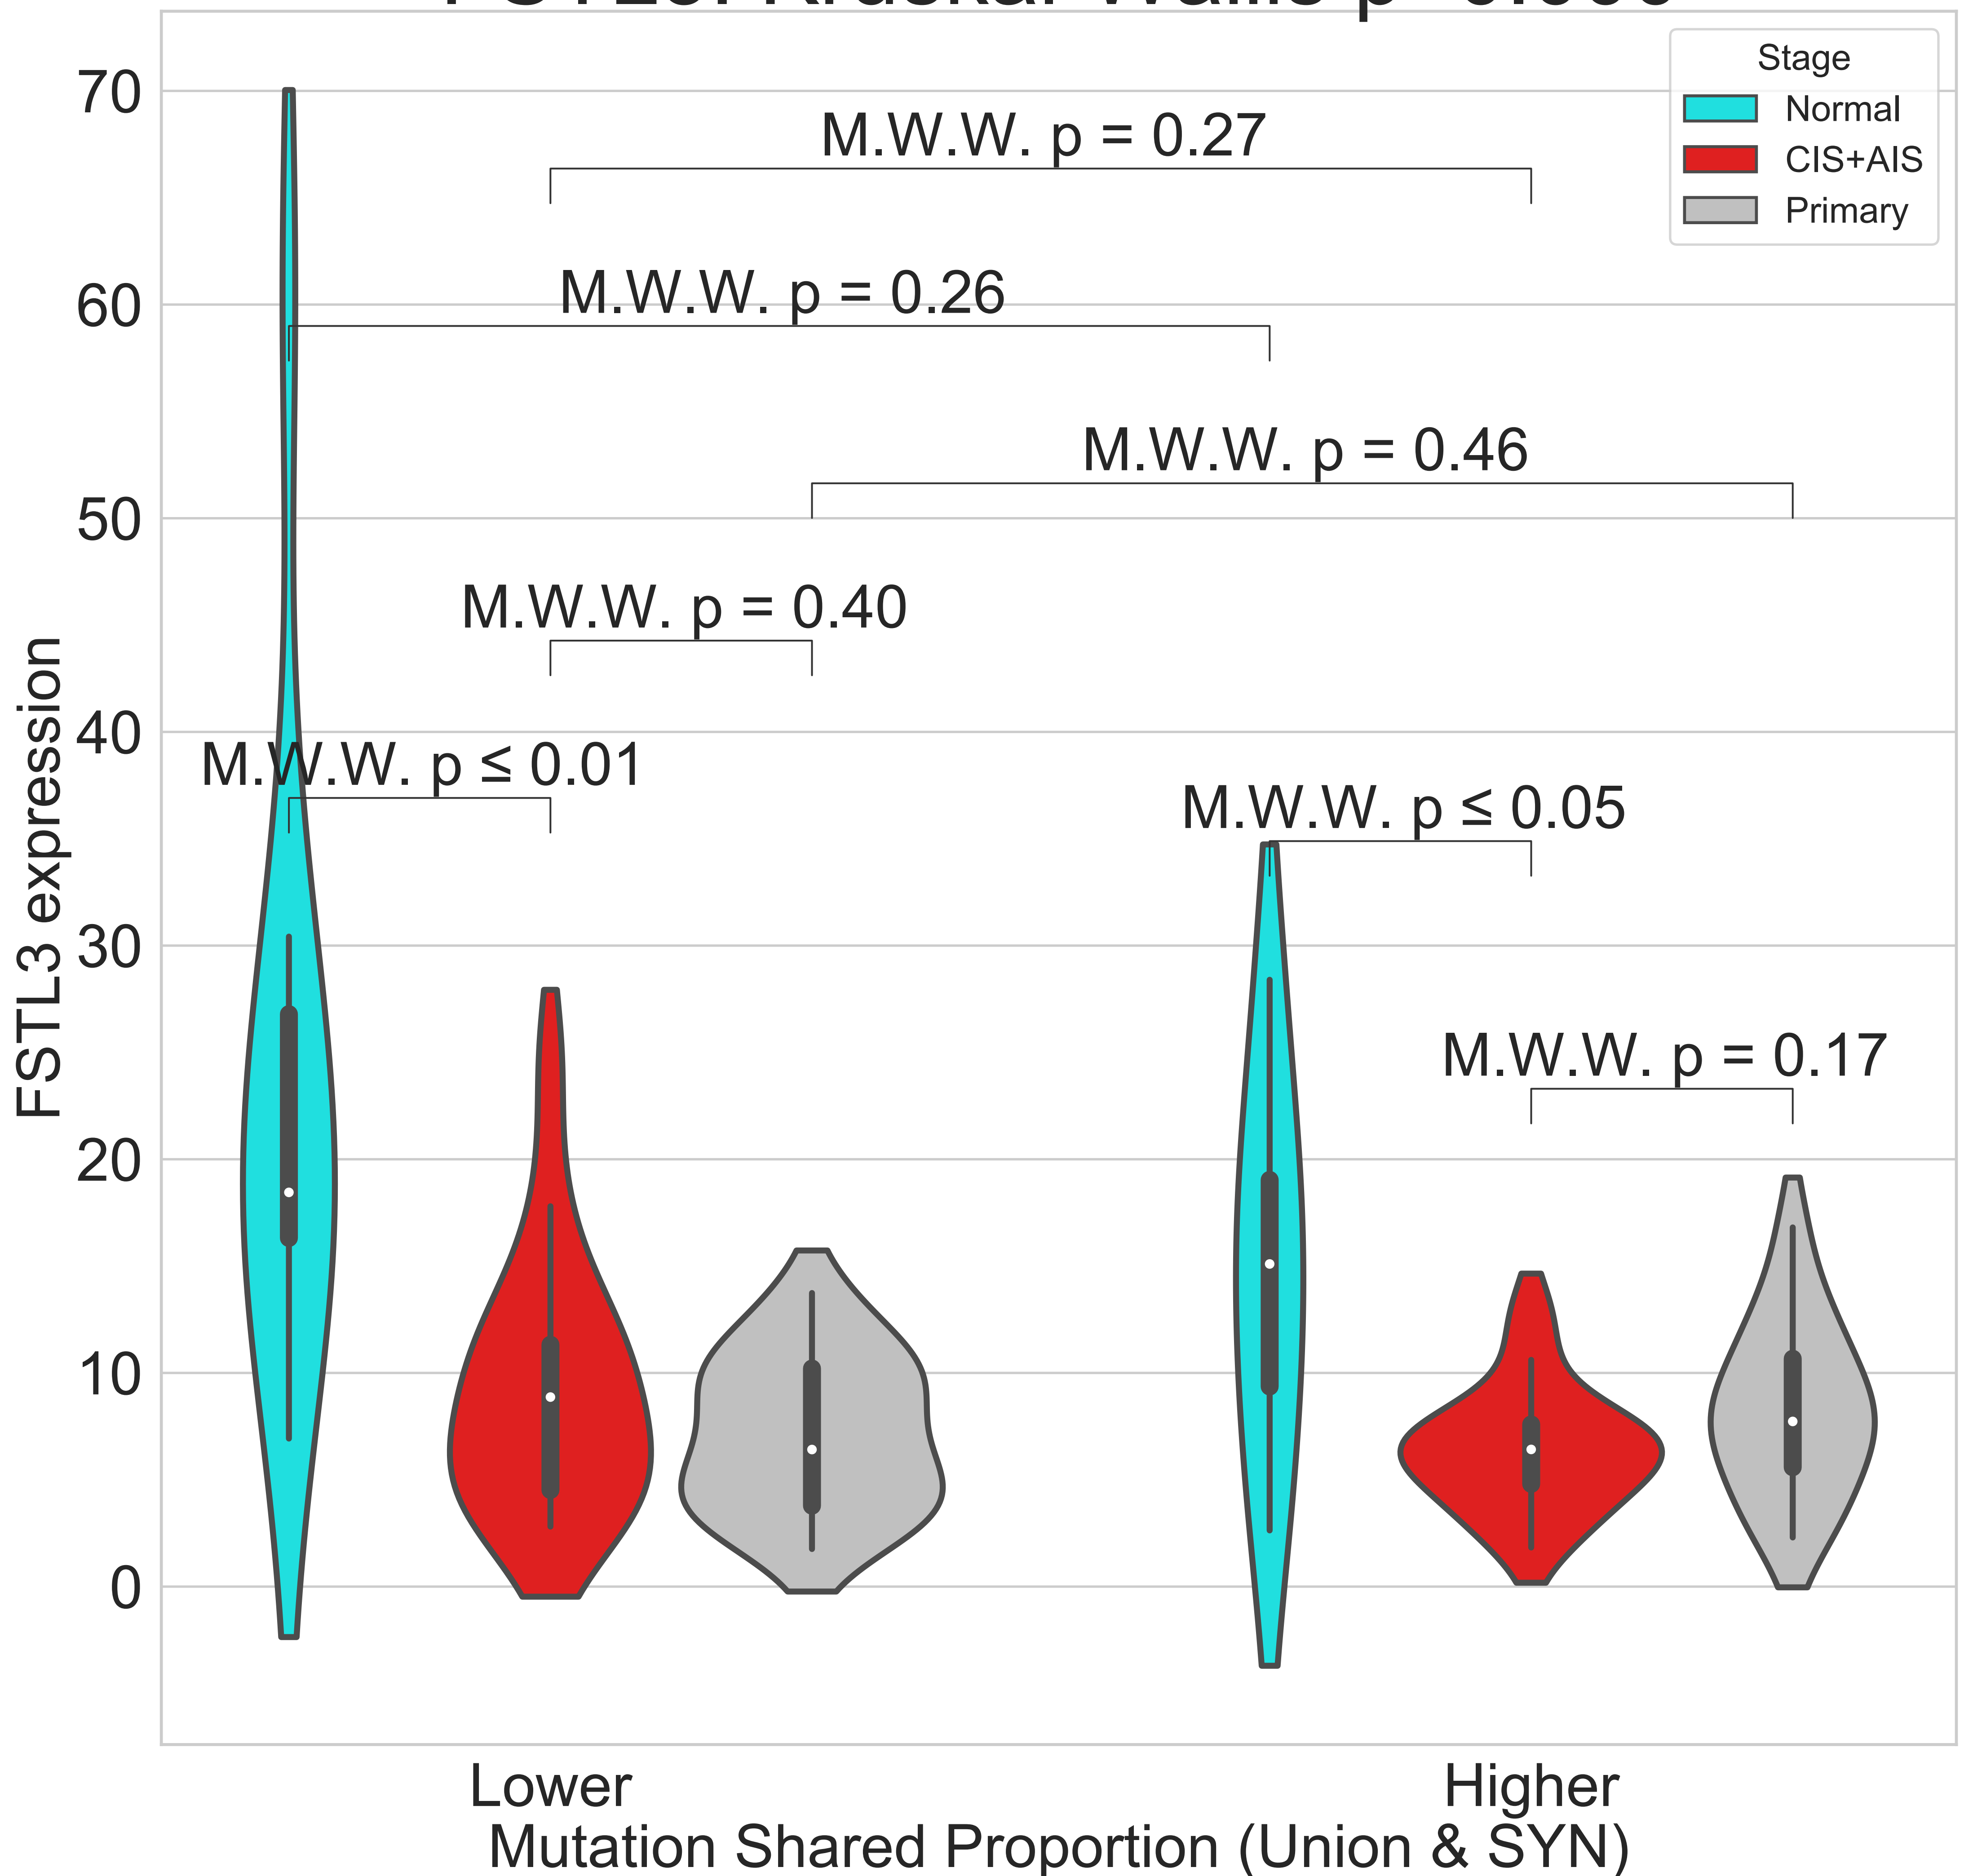 Stage
Normal
CIS+AIS
Primary
70
60
50
40
30
20
10
0
FSTL3 expression
M.W.W. p = 0.27
M.W.W. p = 0.26
M.W.W. p = 0.46
M.W.W. p = 0.40
M.W.W. p ≤ 0.01
M.W.W. p ≤ 0.05
M.W.W. p = 0.17
Lower
Higher
Mutation Shared Proportion (Union & SYN)